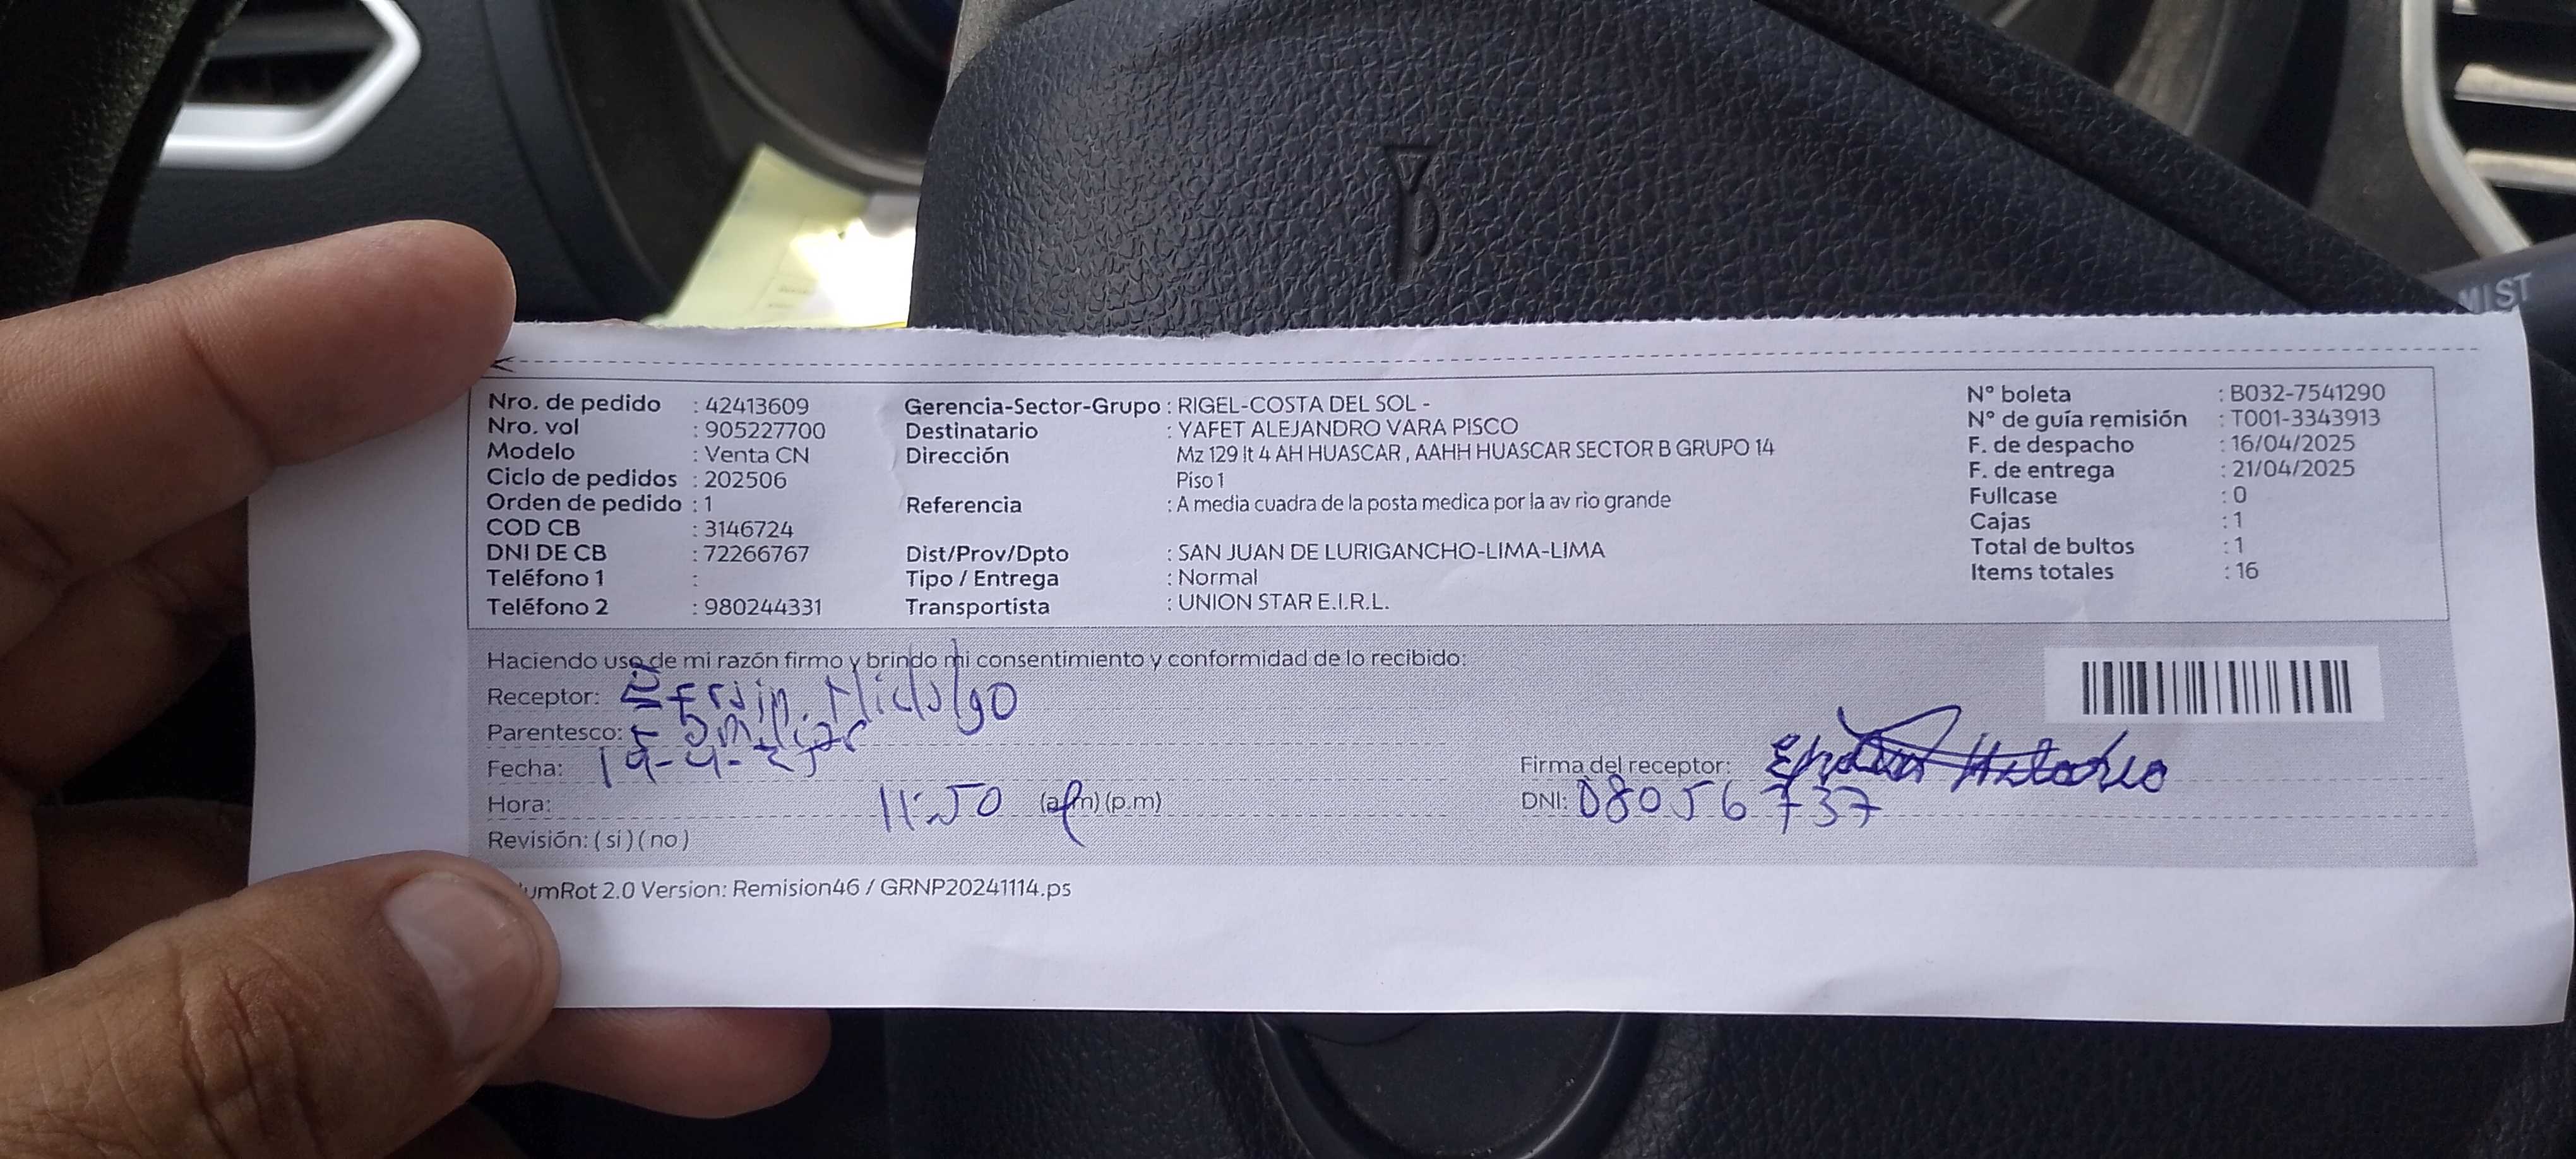 MIST
Nro. de pedido : 42413609
Nro. vol : 905227700
Modelo : Venta CN
Ciclo de pedidos : 202506
Orden de pedido : 1
COD CB : 3146724
DNI DE CB : 72266767
Teléfono 1 :
Teléfono 2 : 980244331
Gerencia-Sector-Grupo : RIGEL-COSTA DEL SOL -
Destinatario : YAFET ALEJANDRO VARA PISCO
Dirección Mz 129 lt 4 AH HUASCAR , AAHH HUASCAR SECTOR B GRUPO 14
Piso 1
Referencia : A media cuadra de la posta medica por la av rio grande
Dist/Prov/Dpto : SAN JUAN DE LURIGANCHO-LIMA-LIMA
Tipo / Entrega : Normal
Transportista : UNION STAR E.I.R.L.
N° boleta : B032-7541290
N° de guía remisión : T001-3343913
F. de despacho : 16/04/2025
F. de entrega : 21/04/2025
Fullcase : 0
Cajas : 1
Total de bultos : 1
Items totales : 16
Haciendo uso de mi razón firmo y brindo mi consentimiento y conformidad de lo recibido:
Receptor: Efrain Hidalgo
Parentesco: Familiar
Fecha: 19-4-25
Hora: 11:50 (a.m) (p.m)
Revisión: ( si ) ( no )
Firma del receptor:
DNI: 08056737
umRot 2.0 Version: Remision46 / GRNP20241114.ps